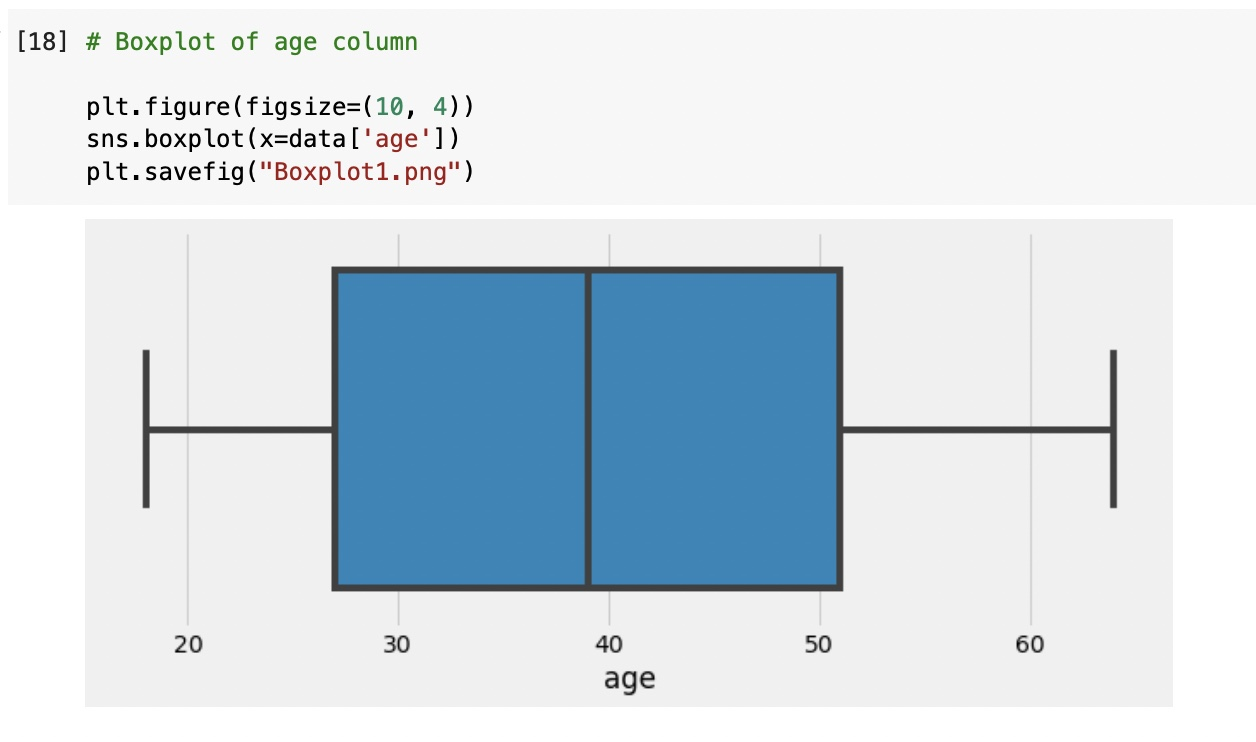 [18] # Boxplot of age column
plt.figure(figsize=(10, 4))
sns.boxplot(x=data['age'])
plt.savefig("Boxplot1.png")
20 30 40 50 60
age